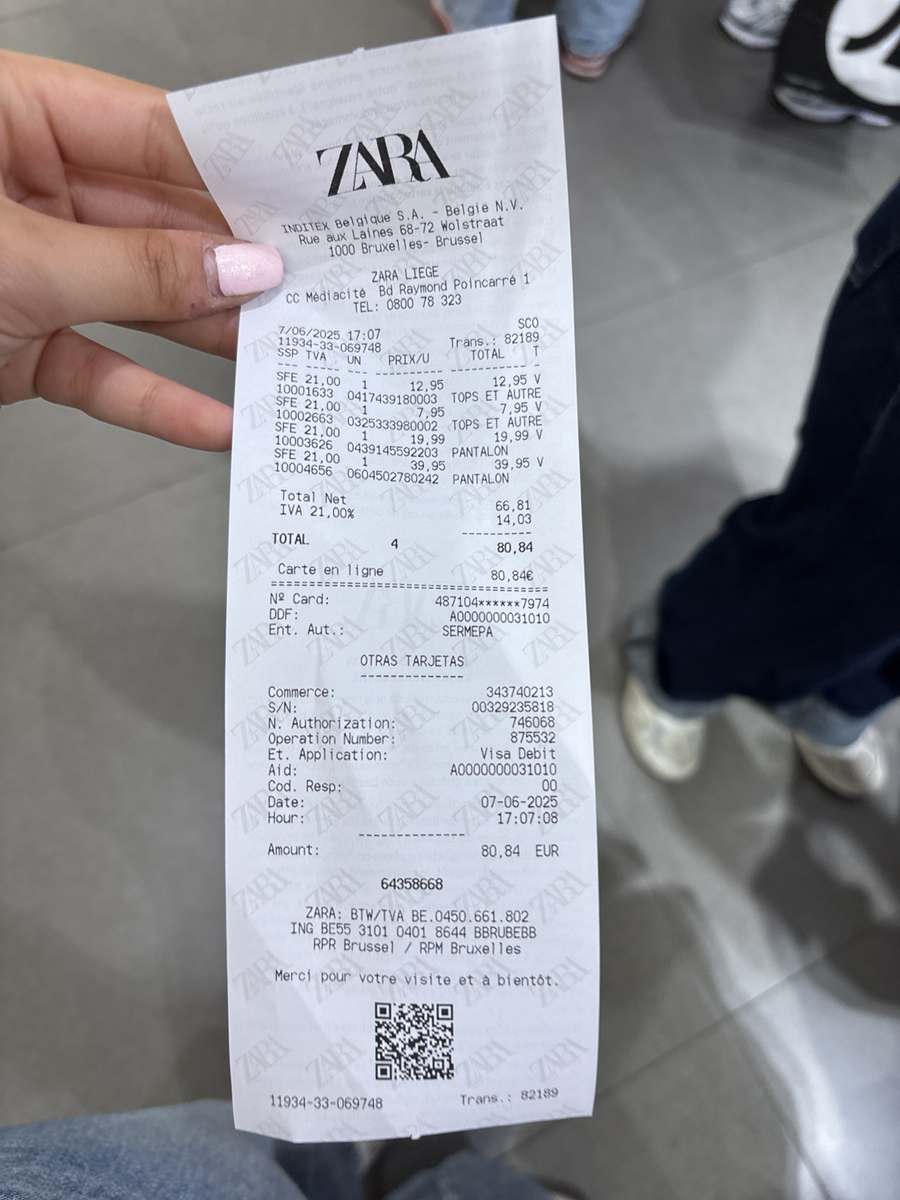 ZARA
INDITEX Belgique S.A. - België N.V.
Rue aux Laines 68-72 Wolstraat
1000 Bruxelles- Brussel
ZARA LIEGE
CC Médiacité Bd Raymond Poincarré 1
TEL: 0800 78 323
SCO
7/06/2025 17:07
11934-33-069748 Trans.: 82189
SSP TVA UN PRIX/U TOTAL T
SFE 21,00 1 12,95 12,95 V
10001633 0417439180003 TOPS ET AUTRE
SFE 21,00 1 7,95 7,95 V
10002663 0325333980002 TOPS ET AUTRE
SFE 21,00 1 19,99 19,99 V
10003626 0439145592203 PANTALON
SFE 21,00 1 39,95 39,95 V
10004656 0604502780242 PANTALON
Total Net 66,81
IVA 21,00% 14,03
TOTAL 4 80,84
Carte en ligne 80,84€
Nº Card: 487104******7974
DDF: A0000000031010
Ent. Aut.: SERMEPA
OTRAS TARJETAS
Commerce: 343740213
S/N: 00329235818
N. Authorization: 746068
Operation Number: 875532
Et. Application: Visa Debit
Aid: A0000000031010
Cod. Resp: 00
Date: 07-06-2025
Hour: 17:07:08
Amount: 80,84 EUR
64358668
ZARA: BTW/TVA BE.0450.661.802
ING BE55 3101 0401 8644 BBRUBEBB
RPR Brussel / RPM Bruxelles
Merci pour votre visite et à bientôt.
11934-33-069748 Trans.: 82189